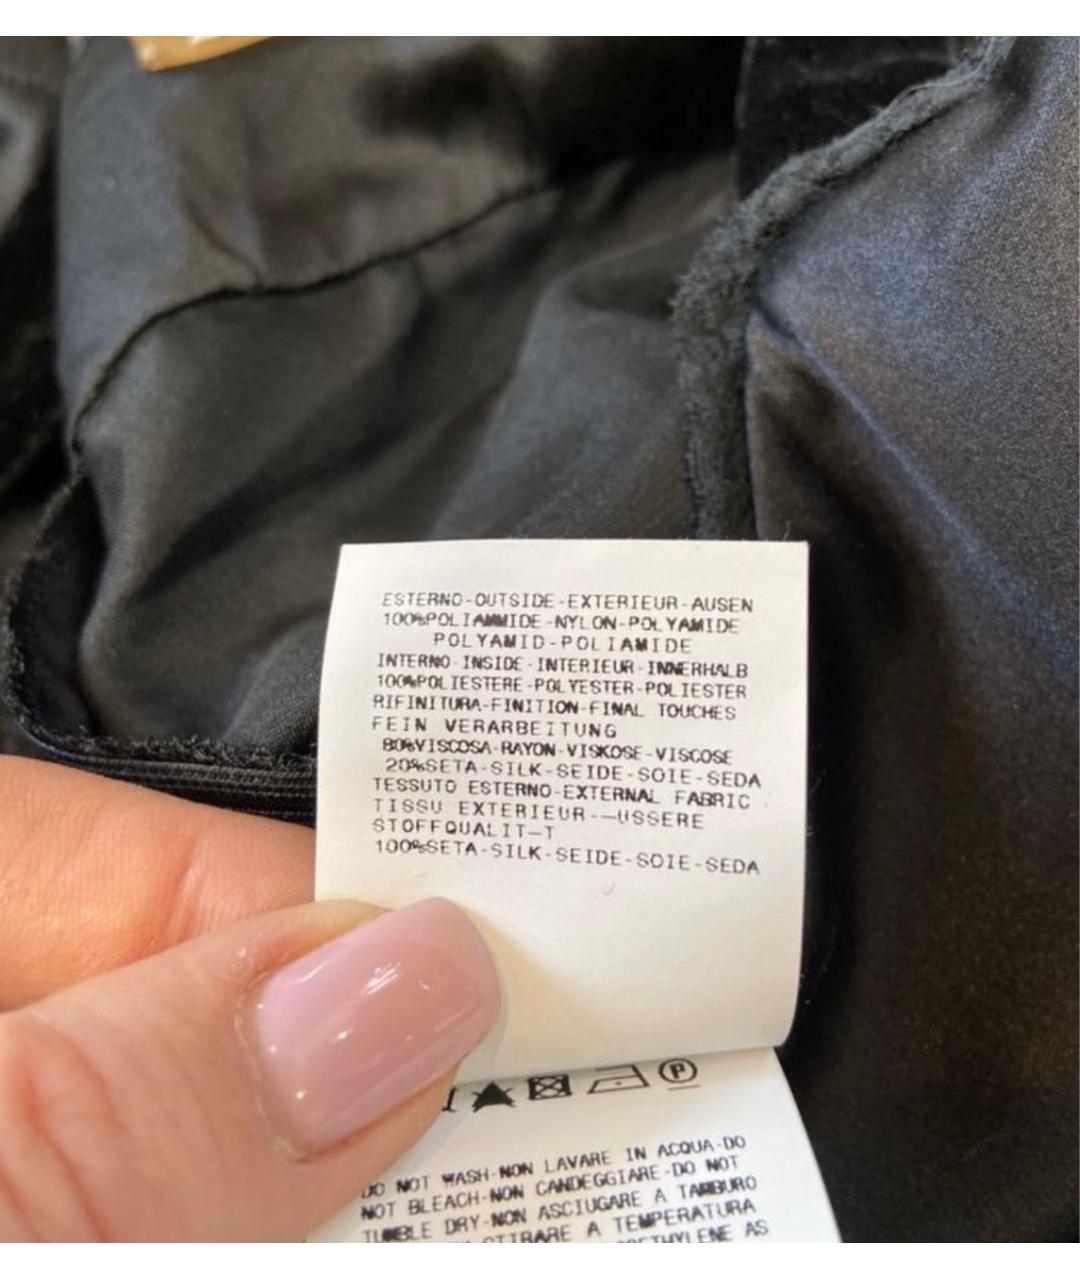 ESTERNO-OUTSIDE-EXTERIEUR-AUSEN
100%POLIAMMIDE-NYLON-POLYAMIDE
POLYAMID-POLIAMIDE
INTERNO-INSIDE-INTERIEUR-INNERHALB
100%POLIESTERE-POLYESTER-POLIESTER
RIFINITURA-FINITION-FINAL TOUCHES
FEIN VERARBEITUNG
80%VISCOSA-RAYON-VISKOSE-VISCOSE
20%SETA-SILK-SEIDE-SOIE-SEDA
TESSUTO ESTERNO-EXTERNAL FABRIC
TISSU EXTERIEUR-—USSERE
STOFFQUALIT—T
100%SETA-SILK-SEIDE-SOIE-SEDA
P
DO NOT WASH-NON LAVARE IN ACQUA-DO
NOT BLEACH-NON CANDEGGIARE-DO NOT
TUMBLE DRY-NON ASCIUGARE A TAMBURO
STIRARE A TEMPERATURA
AS